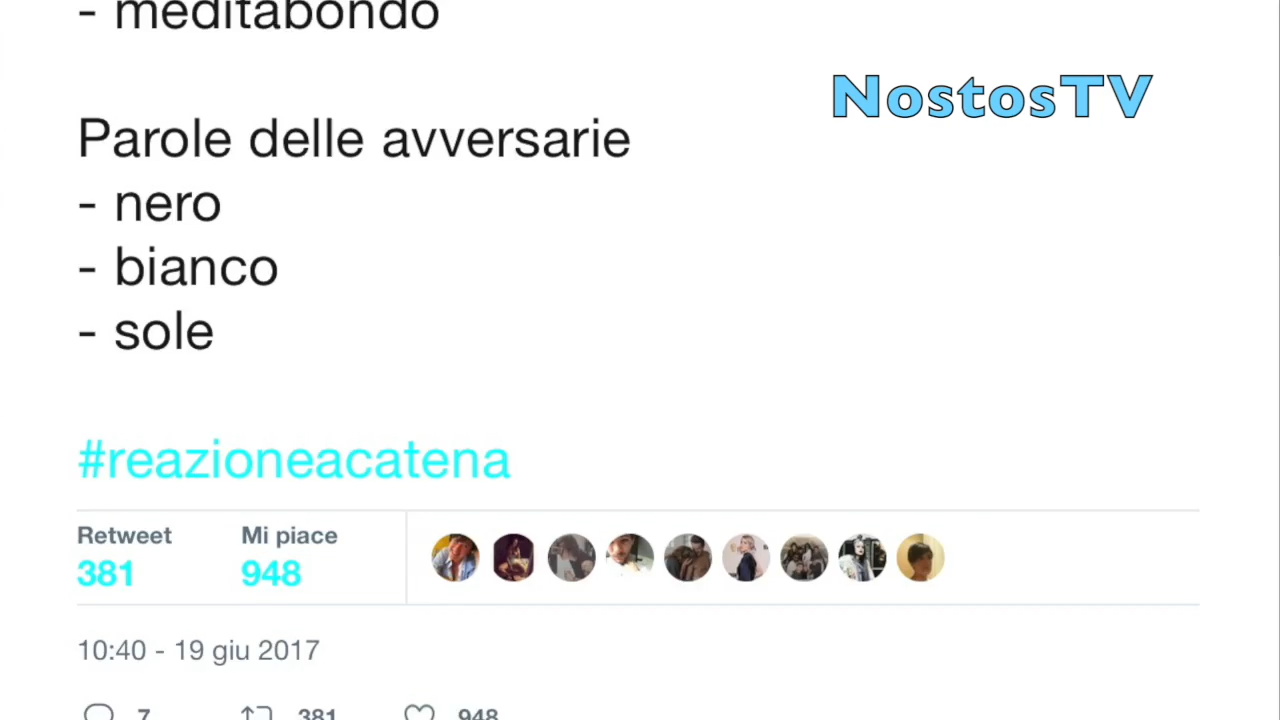 - meditabondo
NostosTV
Parole delle avversarie
- nero
- bianco
- sole
#reazioneacatena
Retweet Mi piace
381 948
10:40 - 19 giu 2017
7 381 948